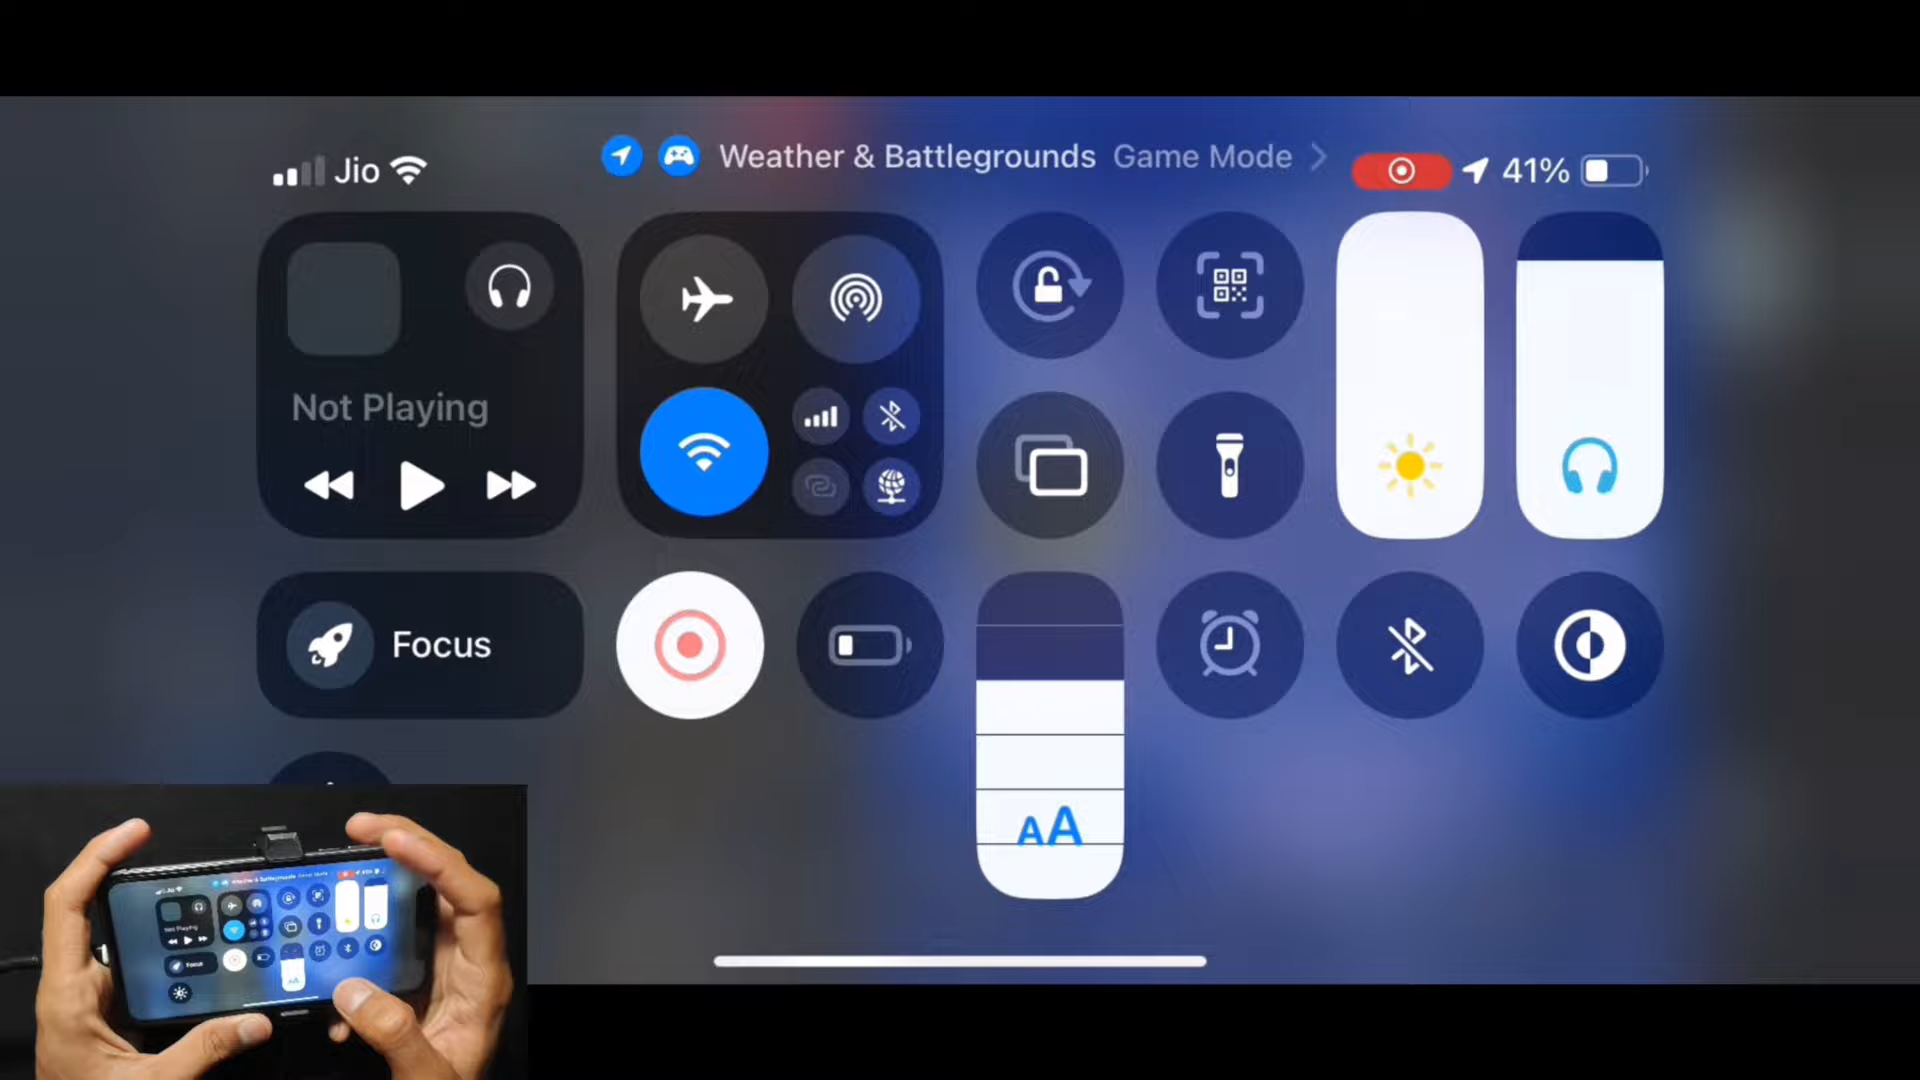 Jio
Weather & Battlegrounds Game Mode
41%
Not Playing
Focus
AA